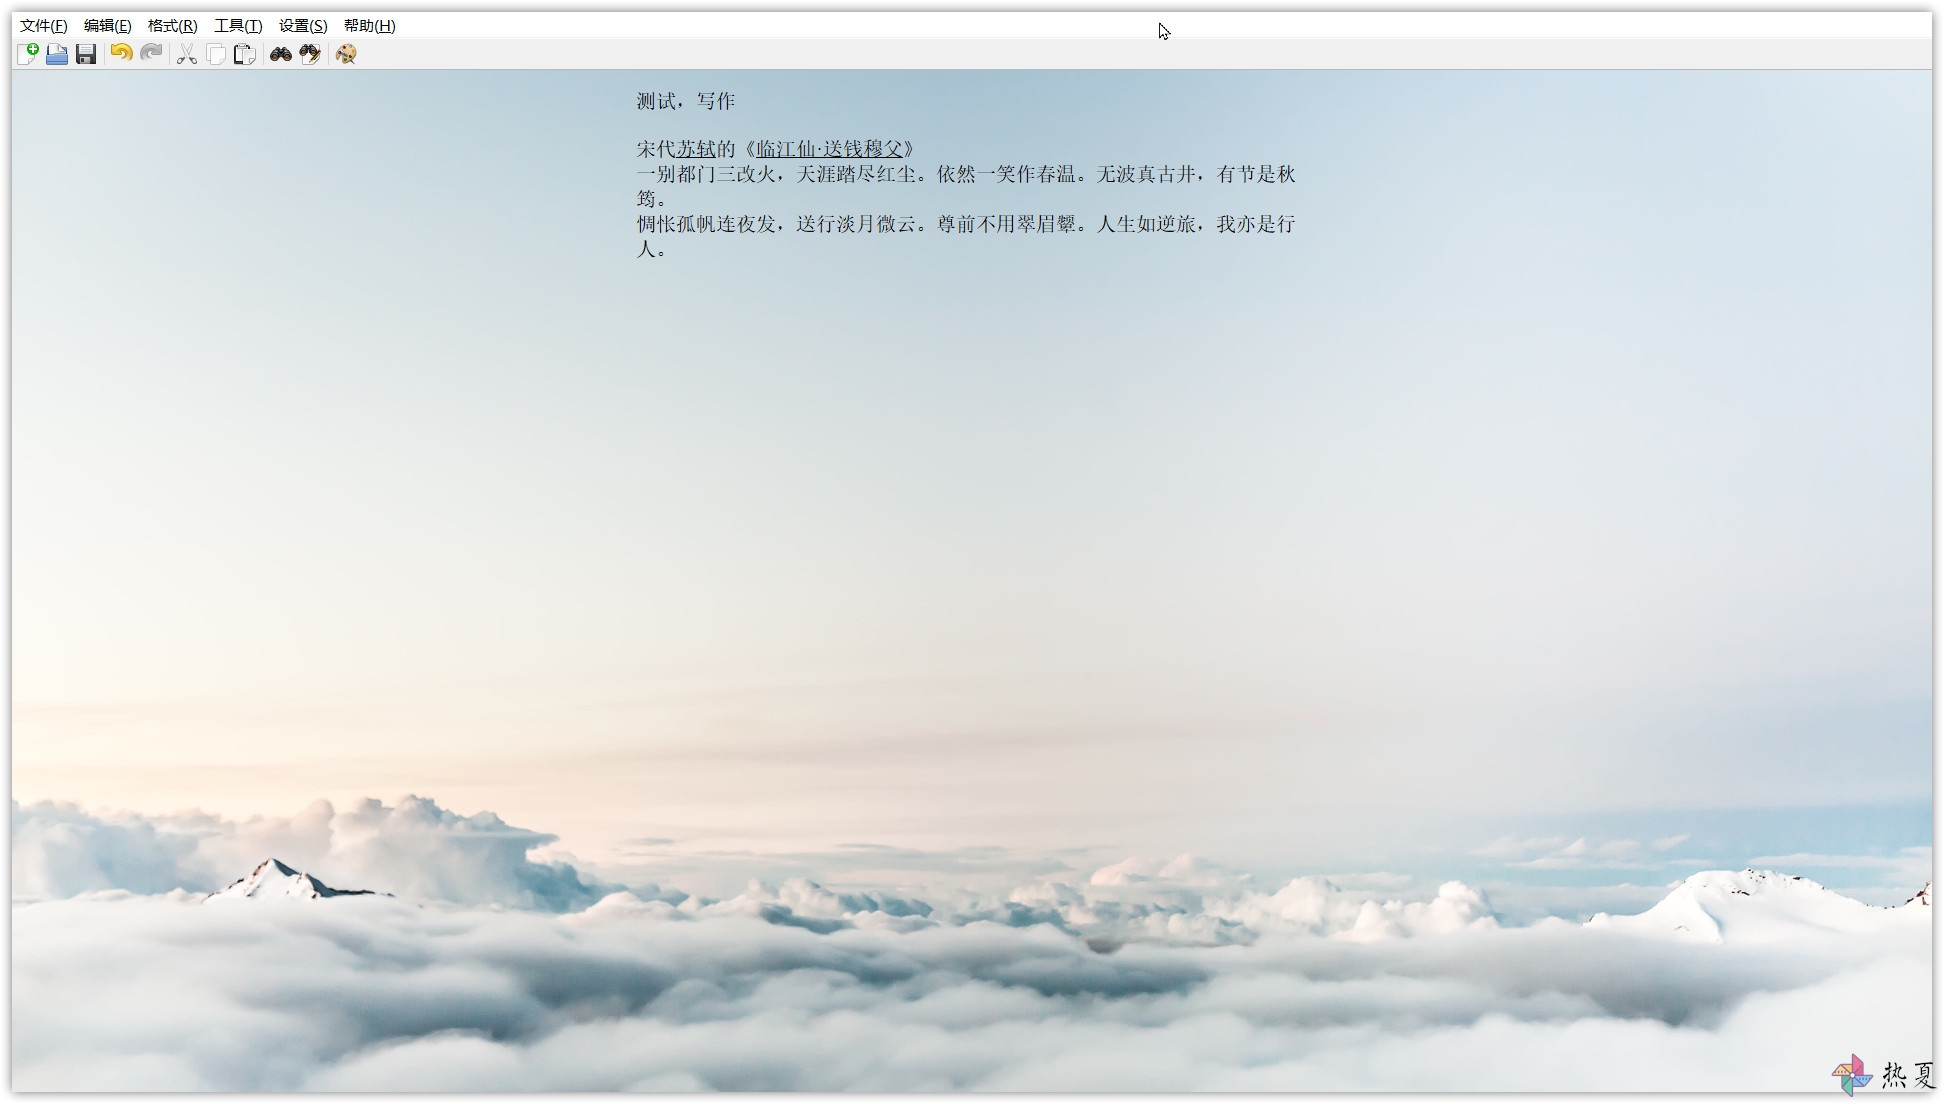 文件(F) 编辑(E) 格式(R) 工具(T) 设置(S) 帮助(H)
测试，写作
宋代苏轼的《临江仙·送钱穆父》
一别都门三改火，天涯踏尽红尘。依然一笑作春温。无波真古井，有节是秋
筠。
惆怅孤帆连夜发，送行淡月微云。尊前不用翠眉颦。人生如逆旅，我亦是行
人。
热夏